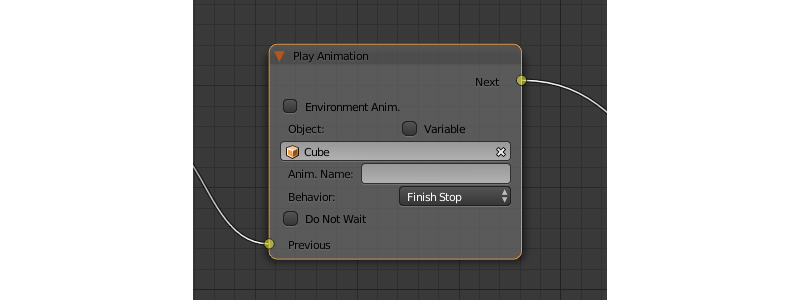 Play Animation
Next
Environment Anim.
Object: Variable
Cube
Anim. Name:
Behavior: Finish Stop
Do Not Wait
Previous